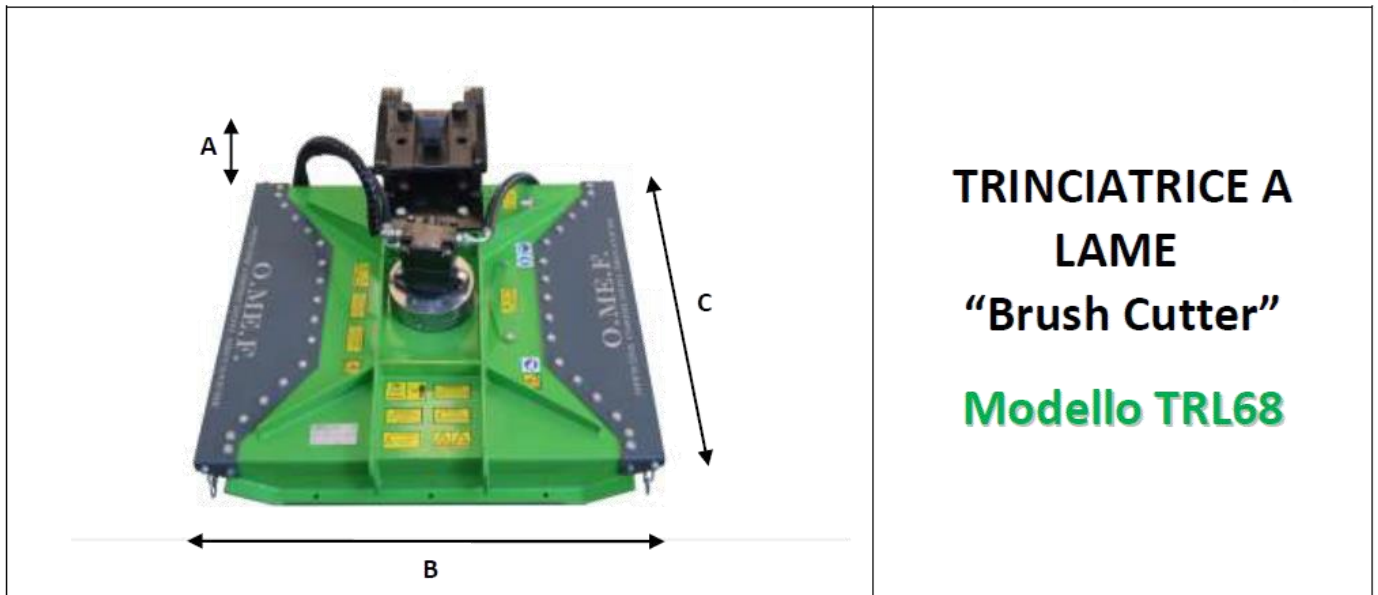 A
O.ME.F.
O.ME.F.
C
B
TRINCIATRICE A
LAME
“Brush Cutter”
Modello TRL68